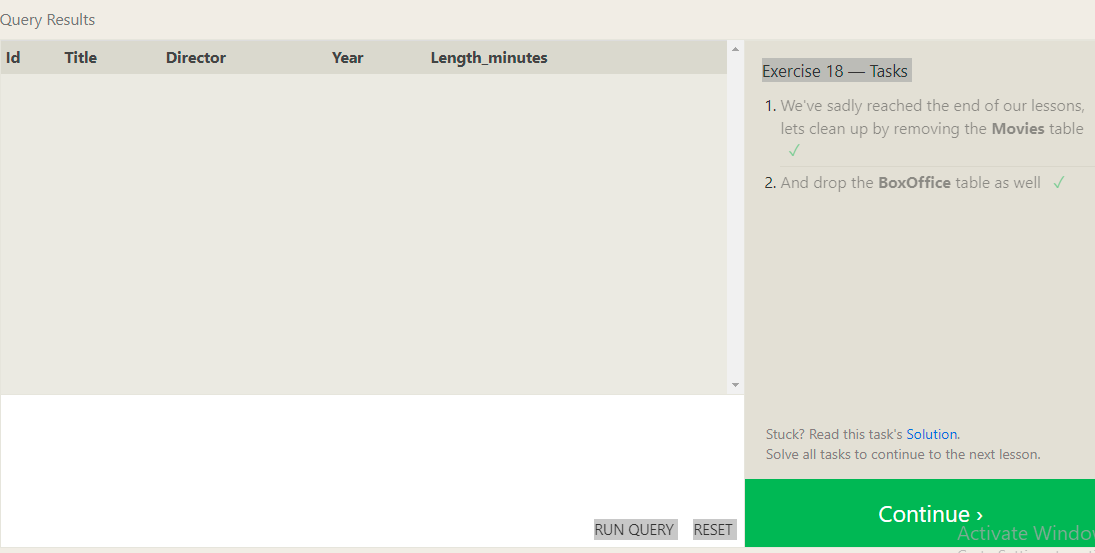 Query Results
Id Title Director Year Length_minutes
Exercise 18 — Tasks
1. We've sadly reached the end of our lessons,
lets clean up by removing the Movies table
✓
2. And drop the BoxOffice table as well ✓
Stuck? Read this task's Solution.
Solve all tasks to continue to the next lesson.
RUN QUERY RESET
Continue ›
Activate Window